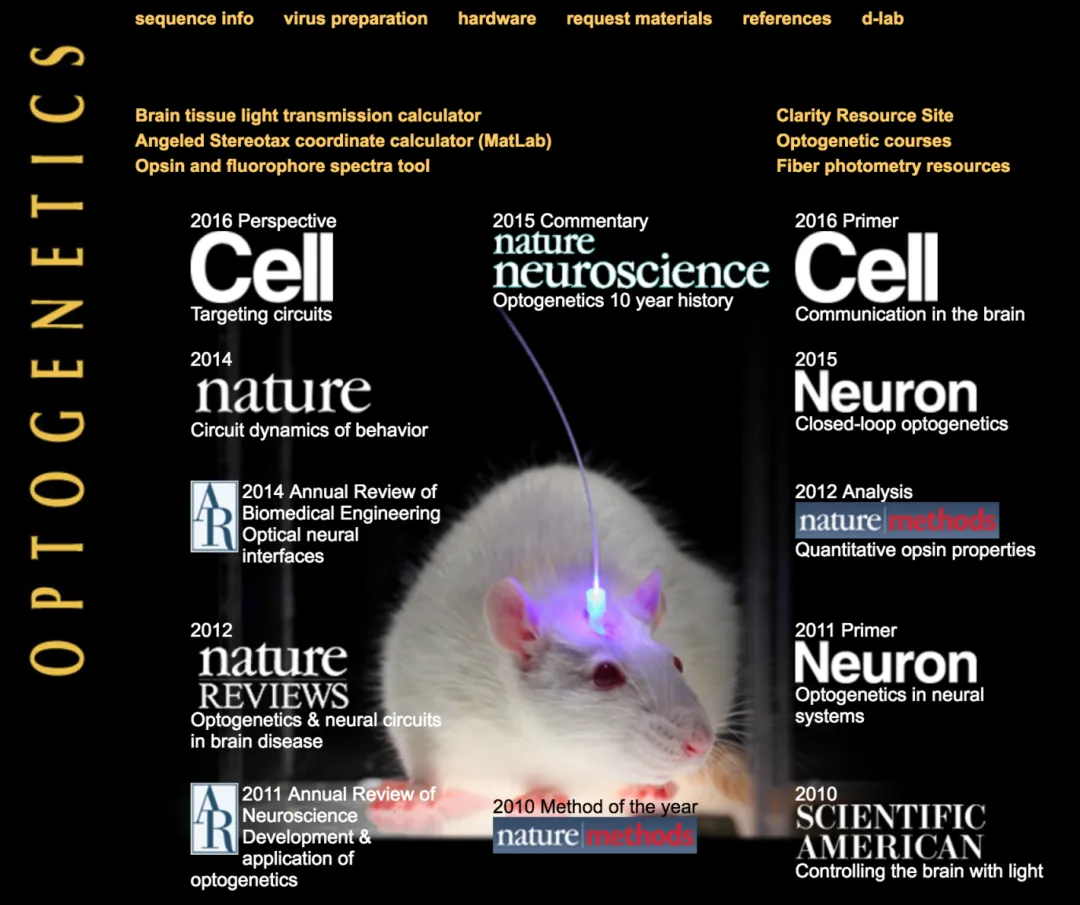 sequence info virus preparation hardware request materials references d-lab
OPTOGENETICS
Brain tissue light transmission calculator
Angeled Stereotax coordinate calculator (MatLab)
Opsin and fluorophore spectra tool
Clarity Resource Site
Optogenetic courses
Fiber photometry resources
2016 Perspective
Cell
Targeting circuits
2015 Commentary
nature
neuroscience
Optogenetics 10 year history
2016 Primer
Cell
Communication in the brain
2014
nature
Circuit dynamics of behavior
2015
Neuron
Closed-loop optogenetics
AR
2014 Annual Review of
Biomedical Engineering
Optical neural
interfaces
2012 Analysis
nature methods
Quantitative opsin properties
2012
nature
REVIEWS
Optogenetics & neural circuits
in brain disease
2011 Primer
Neuron
Optogenetics in neural
systems
AR
2011 Annual Review of
Neuroscience
Development &
application of
optogenetics
2010 Method of the year
nature methods
2010
SCIENTIFIC
AMERICAN
Controlling the brain with light